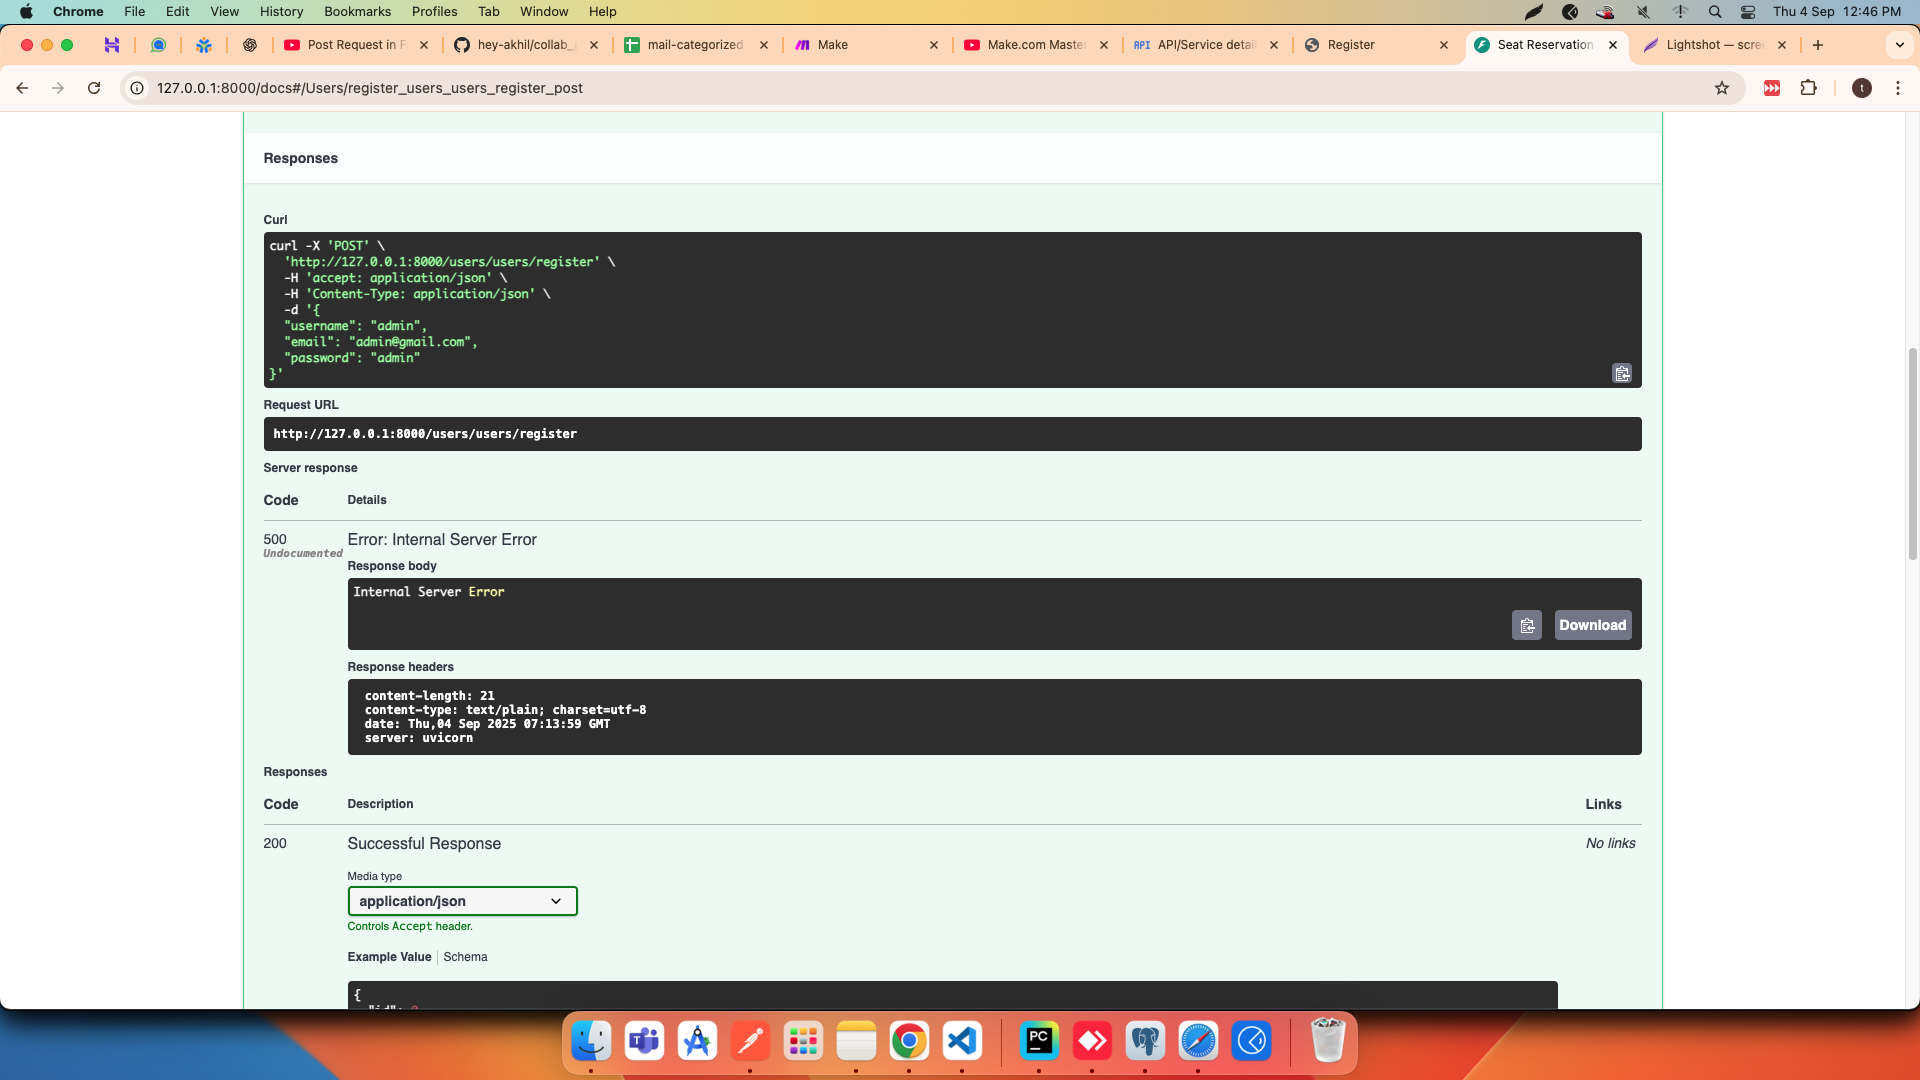 Chrome File Edit View History Bookmarks Profiles Tab Window Help Thu 4 Sep 12:46 PM
Post Request in F hey-akhil/collab_ mail-categorized Make Make.com Master API API/Service detai Register Seat Reservation Lightshot — scre
127.0.0.1:8000/docs#/Users/register_users_users_register_post t
Responses
Curl
curl -X 'POST' \
'http://127.0.0.1:8000/users/users/register' \
-H 'accept: application/json' \
-H 'Content-Type: application/json' \
-d '{
"username": "admin",
"email": "admin@gmail.com",
"password": "admin"
}'
Request URL
http://127.0.0.1:8000/users/users/register
Server response
Code Details
500 Error: Internal Server Error
Undocumented
Response body
Internal Server Error
Download
Response headers
content-length: 21
content-type: text/plain; charset=utf-8
date: Thu,04 Sep 2025 07:13:59 GMT
server: uvicorn
Responses
Code Description Links
200 Successful Response No links
Media type
application/json
Controls Accept header.
Example Value Schema
{
PC